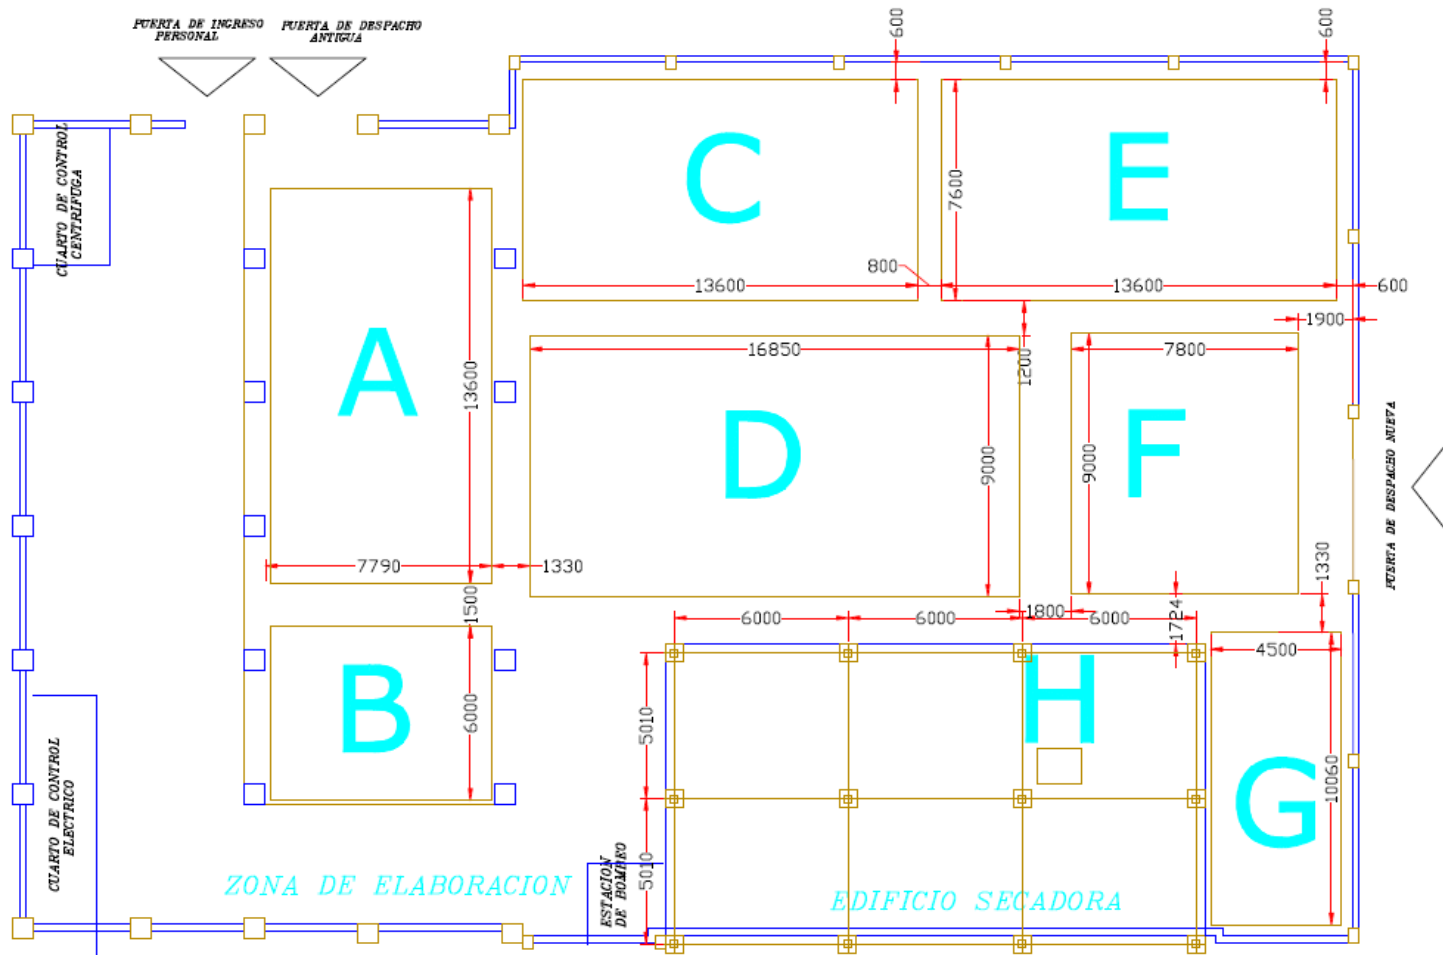 PUERTA DE INGRESO
PERSONAL
PUERTA DE DESPACHO
ANTIGUA
600
600
CUARTO DE CONTROL
CENTRIFUGA
C
E
7600
800
13600
13600
600
1900
A
13600
16850
1200
7800
D
9000
F
9000
PUERTA DE DESPACHO NUEVA
7790
1330
1500
1330
6000
6000
1800
6000
1724
B
6000
5010
H
4500
G
10060
CUARTO DE CONTROL
ELECTRICO
5010
ESTACION
DE BOMBEO
ZONA DE ELABORACION
EDIFICIO SECADORA